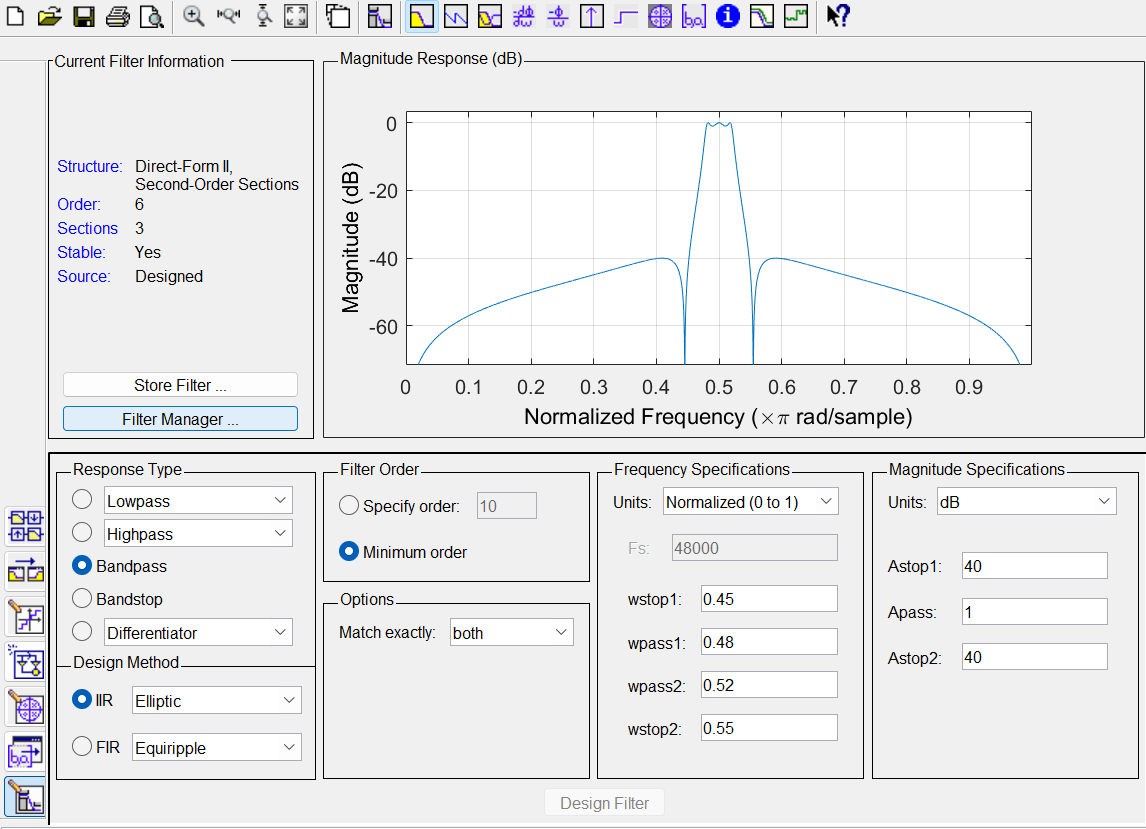 Current Filter Information
Structure: Direct-Form II,
Second-Order Sections
Order: 6
Sections 3
Stable: Yes
Source: Designed
Store Filter ...
Filter Manager ...
Magnitude Response (dB)
Magnitude (dB)
0
-20
-40
-60
0 0.1 0.2 0.3 0.4 0.5 0.6 0.7 0.8 0.9
Normalized Frequency (×π rad/sample)
Response Type
Lowpass
Highpass
Bandpass
Bandstop
Differentiator
Design Method
IIR Elliptic
FIR Equiripple
Filter Order
Specify order: 10
Minimum order
Options
Match exactly: both
Frequency Specifications
Units: Normalized (0 to 1)
Fs: 48000
wstop1: 0.45
wpass1: 0.48
wpass2: 0.52
wstop2: 0.55
Magnitude Specifications
Units: dB
Astop1: 40
Apass: 1
Astop2: 40
Design Filter